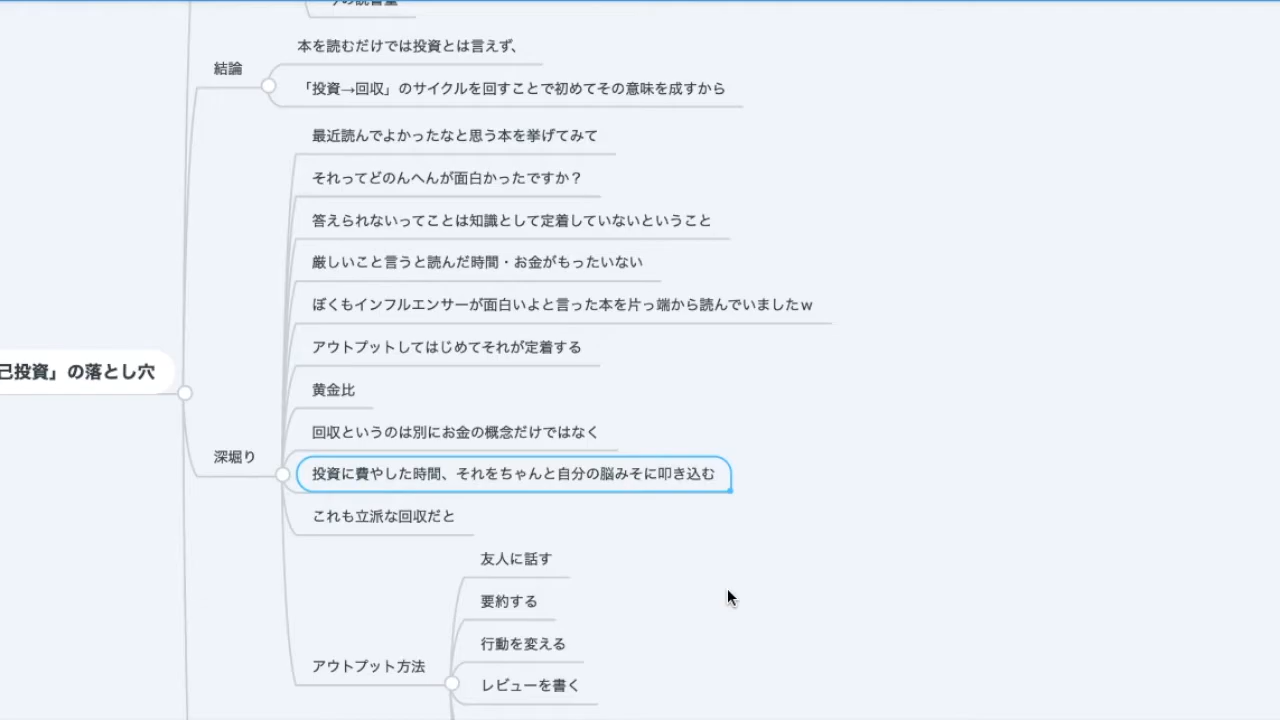 結論
本を読むだけでは投資とは言えず、
「投資→回収」のサイクルを回すことで初めてその意味を成すから
己投資」の落とし穴
深堀り
最近読んでよかったなと思う本を挙げてみて
それってどのんへんが面白かったですか？
答えられないってことは知識として定着していないということ
厳しいこと言うと読んだ時間・お金がもったいない
ぼくもインフルエンサーが面白いよと言った本を片っ端から読んでいましたｗ
アウトプットしてはじめてそれが定着する
黄金比
回収というのは別にお金の概念だけではなく
投資に費やした時間、それをちゃんと自分の脳みそに叩き込む
これも立派な回収だと
アウトプット方法
友人に話す
要約する
行動を変える
レビューを書く